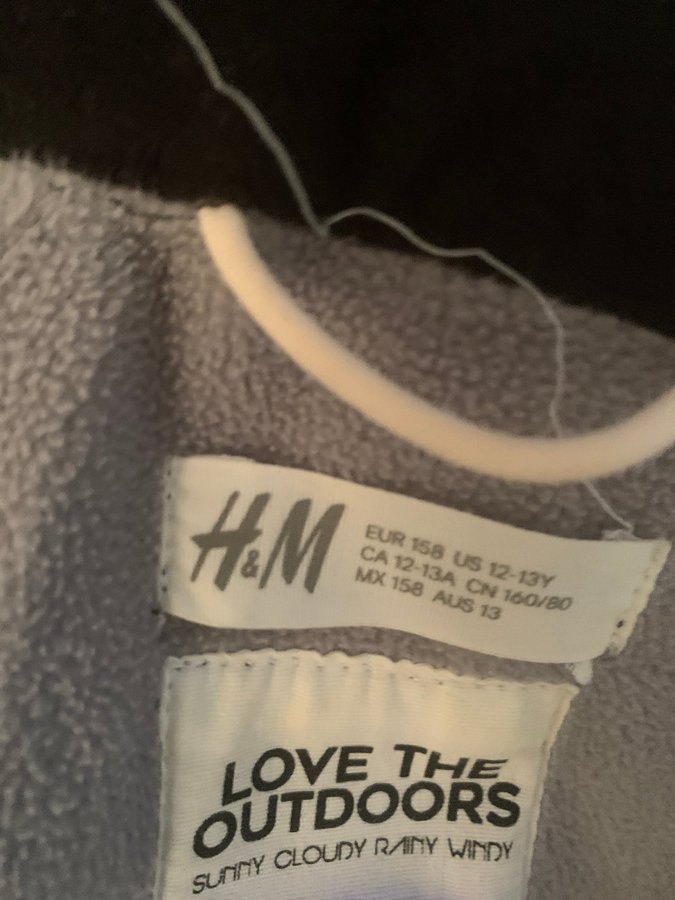 H&M
EUR 158 US 12-13Y
CA 12-13A CN 160/80
MX 158 AUS 13
LOVE THE
OUTDOORS
SUNNY CLOUDY RAINY WINDY